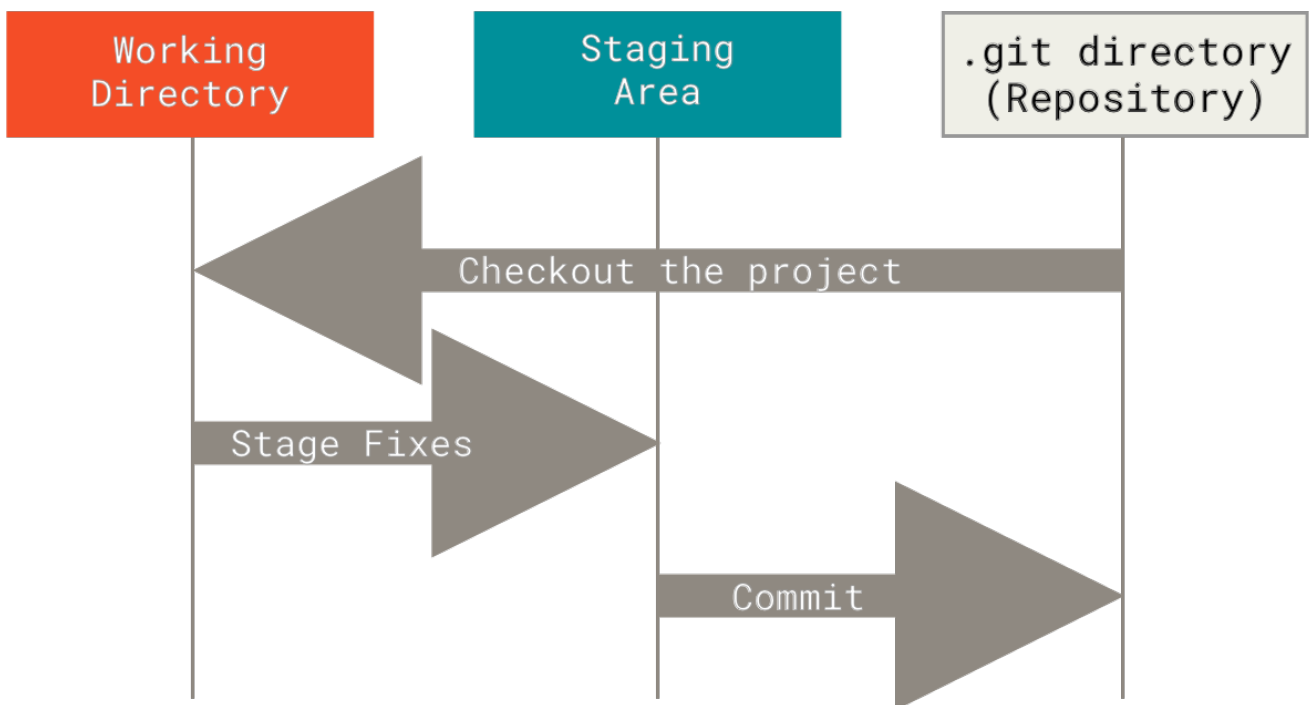 Working
Directory
Staging
Area
.git directory
(Repository)
Checkout the project
Stage Fixes
Commit